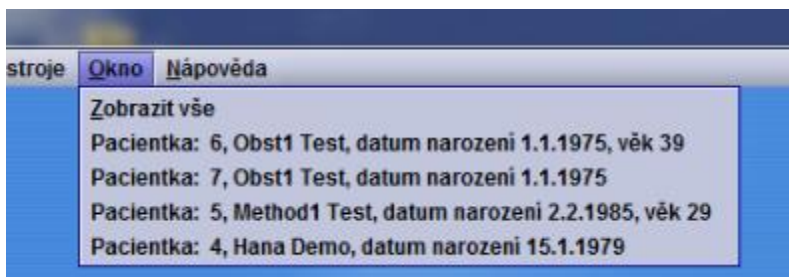 stroje Okno Nápověda
Zobrazit vše
Pacientka: 6, Obst1 Test, datum narození 1.1.1975, věk 39
Pacientka: 7, Obst1 Test, datum narození 1.1.1975
Pacientka: 5, Method1 Test, datum narození 2.2.1985, věk 29
Pacientka: 4, Hana Demo, datum narození 15.1.1979